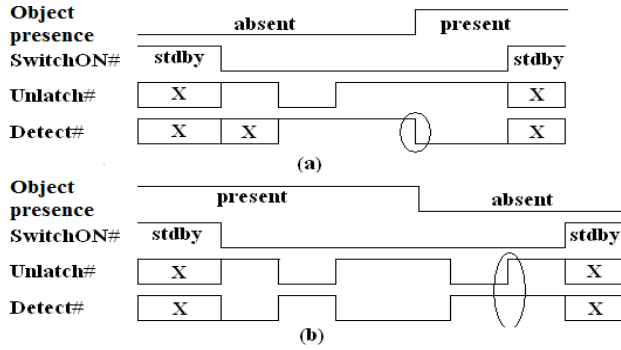 Object presence absent present
SwitchON# stdby stdby
Unlatch# X X
Detect# X X X
(a)
Object presence present absent
SwitchON# stdby stdby
Unlatch# X X
Detect# X X
(b)